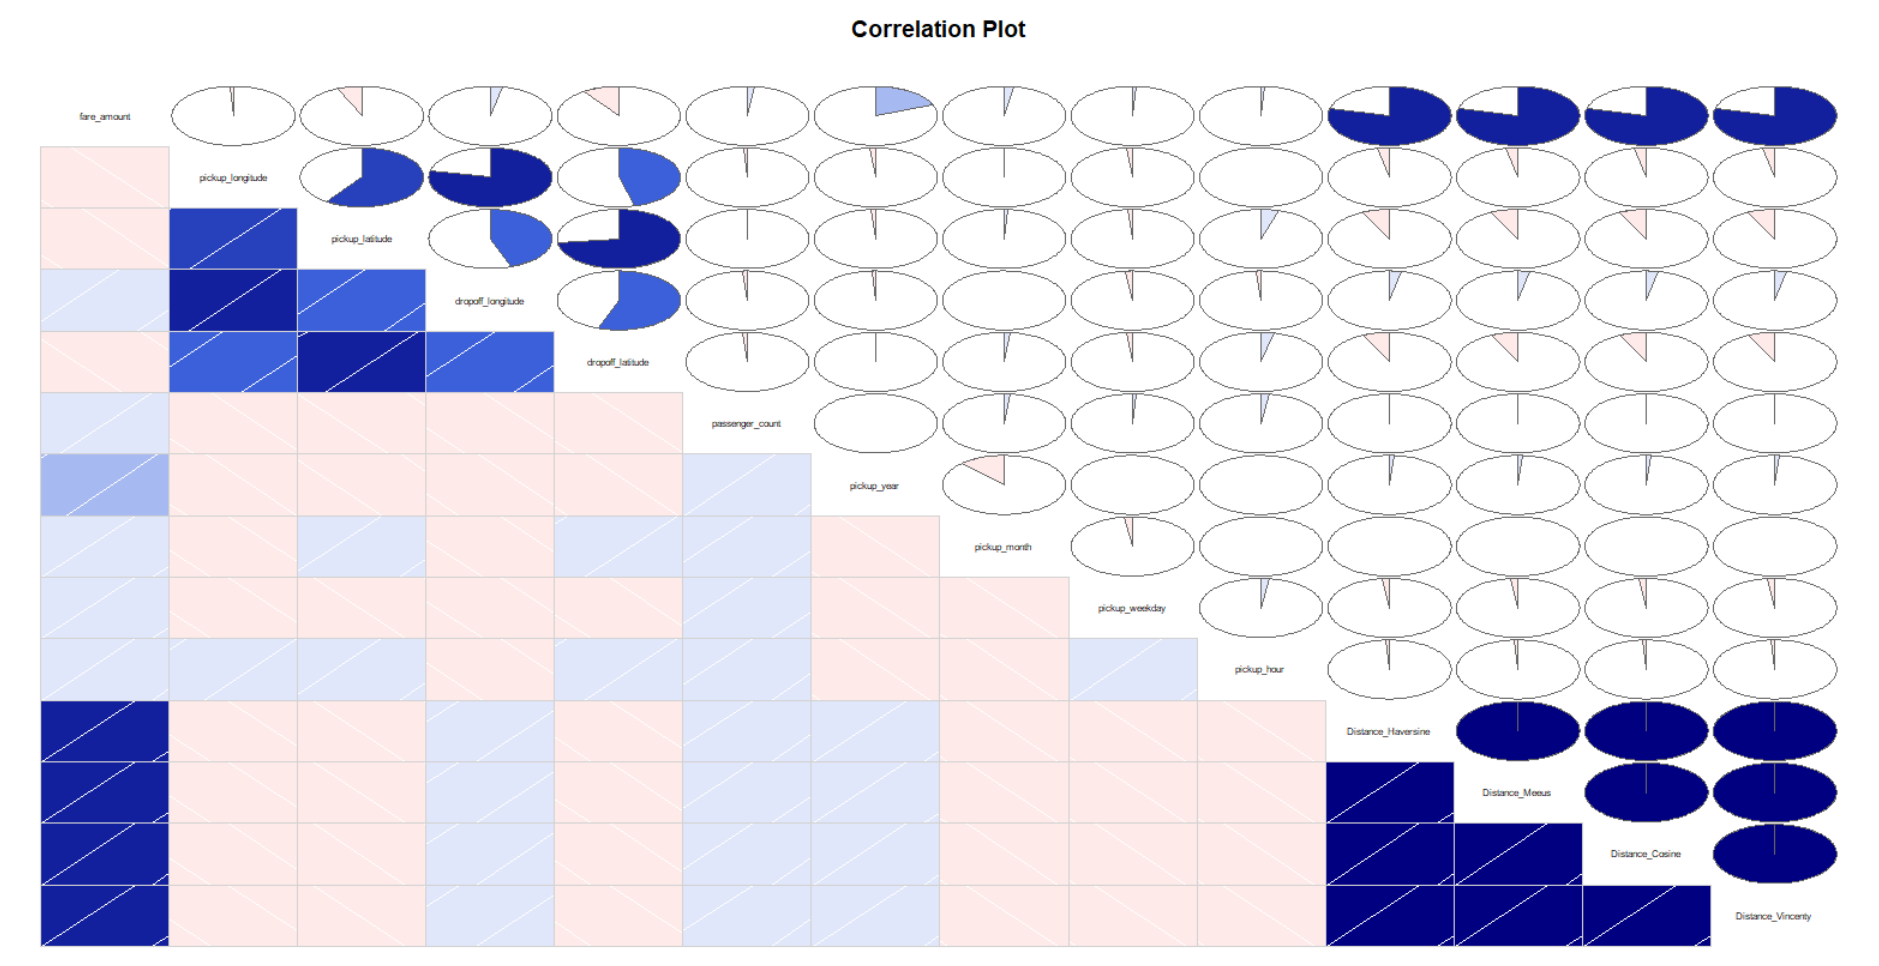 Correlation Plot
fare_amount
pickup_longitude
pickup_latitude
dropoff_longitude
dropoff_latitude
passenger_count
pickup_year
pickup_month
pickup_weekday
pickup_hour
Distance_Haversine
Distance_Meeus
Distance_Cosine
Distance_Vincenty